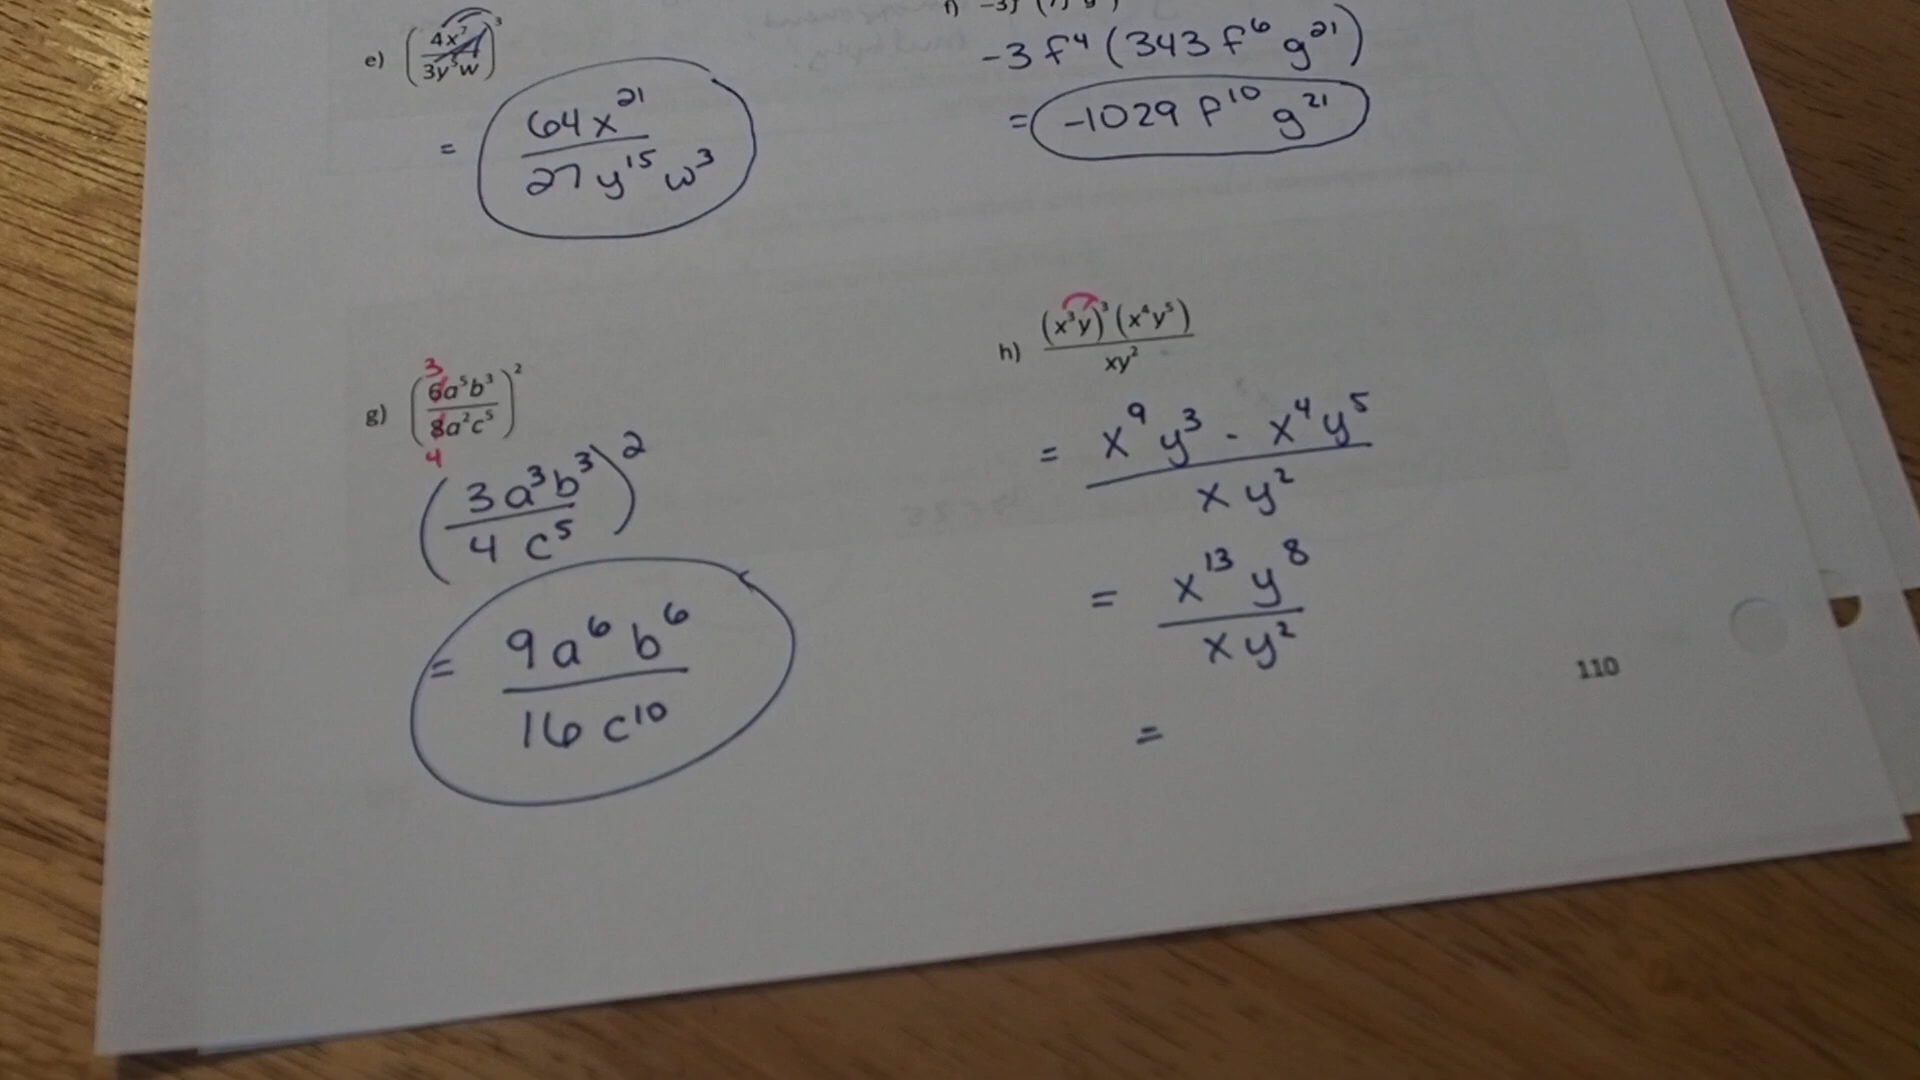 e) (4x⁷ / 3y⁵w)³
= 64x²¹ / 27y¹⁵w³
-3f⁴(343f⁶g²¹)
= -1029f¹⁰g²¹
g) (6a⁵b³ / 8a²c⁵)²
3
4
(3a³b³ / 4c⁵)²
= 9a⁶b⁶ / 16c¹⁰
h) (x³y)³(x⁴y⁵) / xy²
= x⁹y³ · x⁴y⁵ / xy²
= x¹³y⁸ / xy²
=
110